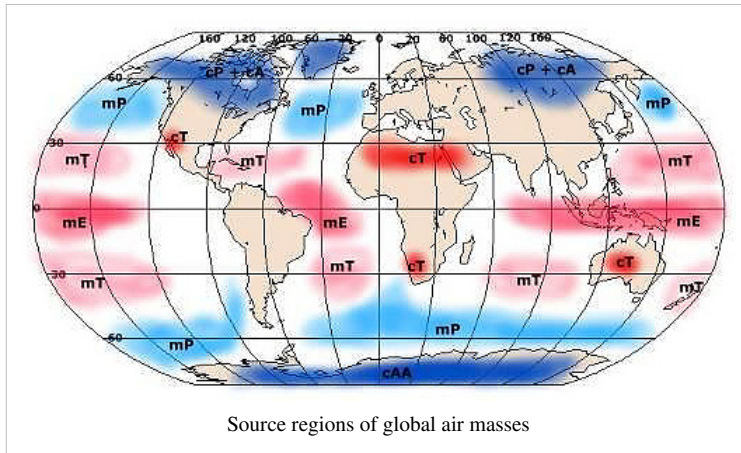 160 120 100 60 20 0 20 60 100 120 160
cP + cA cP + cA
60
mP mP mP
cT
30
mT mT cT mT
0
mE mE mE
mT cT mT cT mT
30
mP mP
60
cAA
Source regions of global air masses